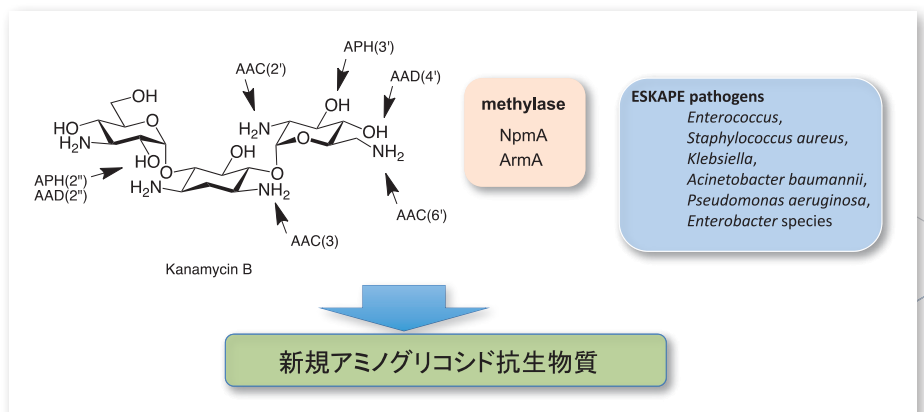 APH(3')
AAC(2')
AAD(4')
OH
OH
OH
HO
H₂N
O
O
HO
O
H₂N
OH
O
NH₂
H₂N
NH₂
APH(2")
AAD(2")
AAC(6')
AAC(3)
Kanamycin B
methylase
NpmA
ArmA
ESKAPE pathogens
Enterococcus,
Staphylococcus aureus,
Klebsiella,
Acinetobacter baumannii,
Pseudomonas aeruginosa,
Enterobacter species
新規アミノグリコシド抗生物質